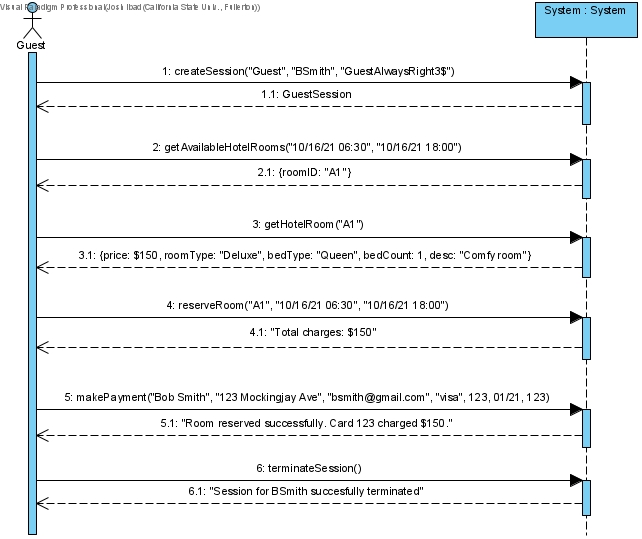 Visual Paradigm Professional(Josh Ibad(California State Univ., Fullerton))
System : System
Guest
1: createSession("Guest", "BSmith", "GuestAlwaysRight3$")
1.1: GuestSession
2: getAvailableHotelRooms("10/16/21 06:30", "10/16/21 18:00")
2.1: {roomID: "A1"}
3: getHotelRoom("A1")
3.1: {price: $150, roomType: "Deluxe", bedType: "Queen", bedCount: 1, desc: "Comfy room"}
4: reserveRoom("A1", "10/16/21 06:30", "10/16/21 18:00")
4.1: "Total charges: $150"
5: makePayment("Bob Smith", "123 Mockingjay Ave", "bsmith@gmail.com", "visa", 123, 01/21, 123)
5.1: "Room reserved successfully. Card 123 charged $150."
6: terminateSession()
6.1: "Session for BSmith succesfully terminated"